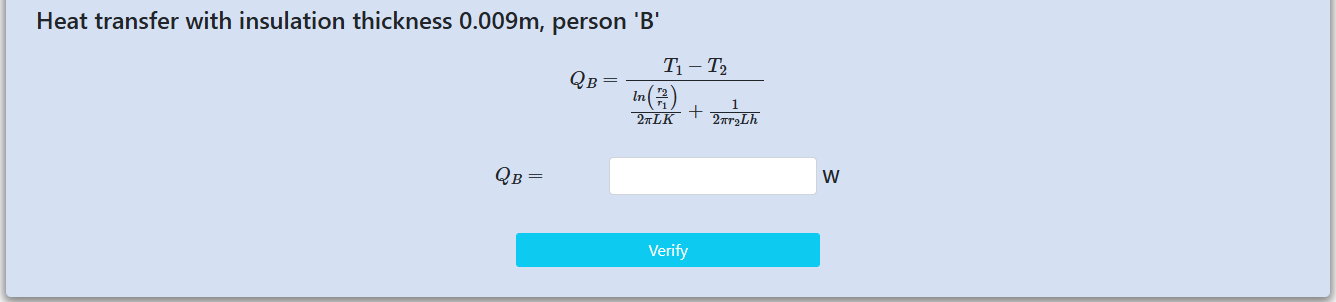 Heat transfer with insulation thickness 0.009m, person 'B'
Q_B = \frac{T_1 - T_2}{\frac{ln\left(\frac{r_2}{r_1}\right)}{2\pi LK} + \frac{1}{2\pi r_2 Lh}}
Q_B = W
Verify